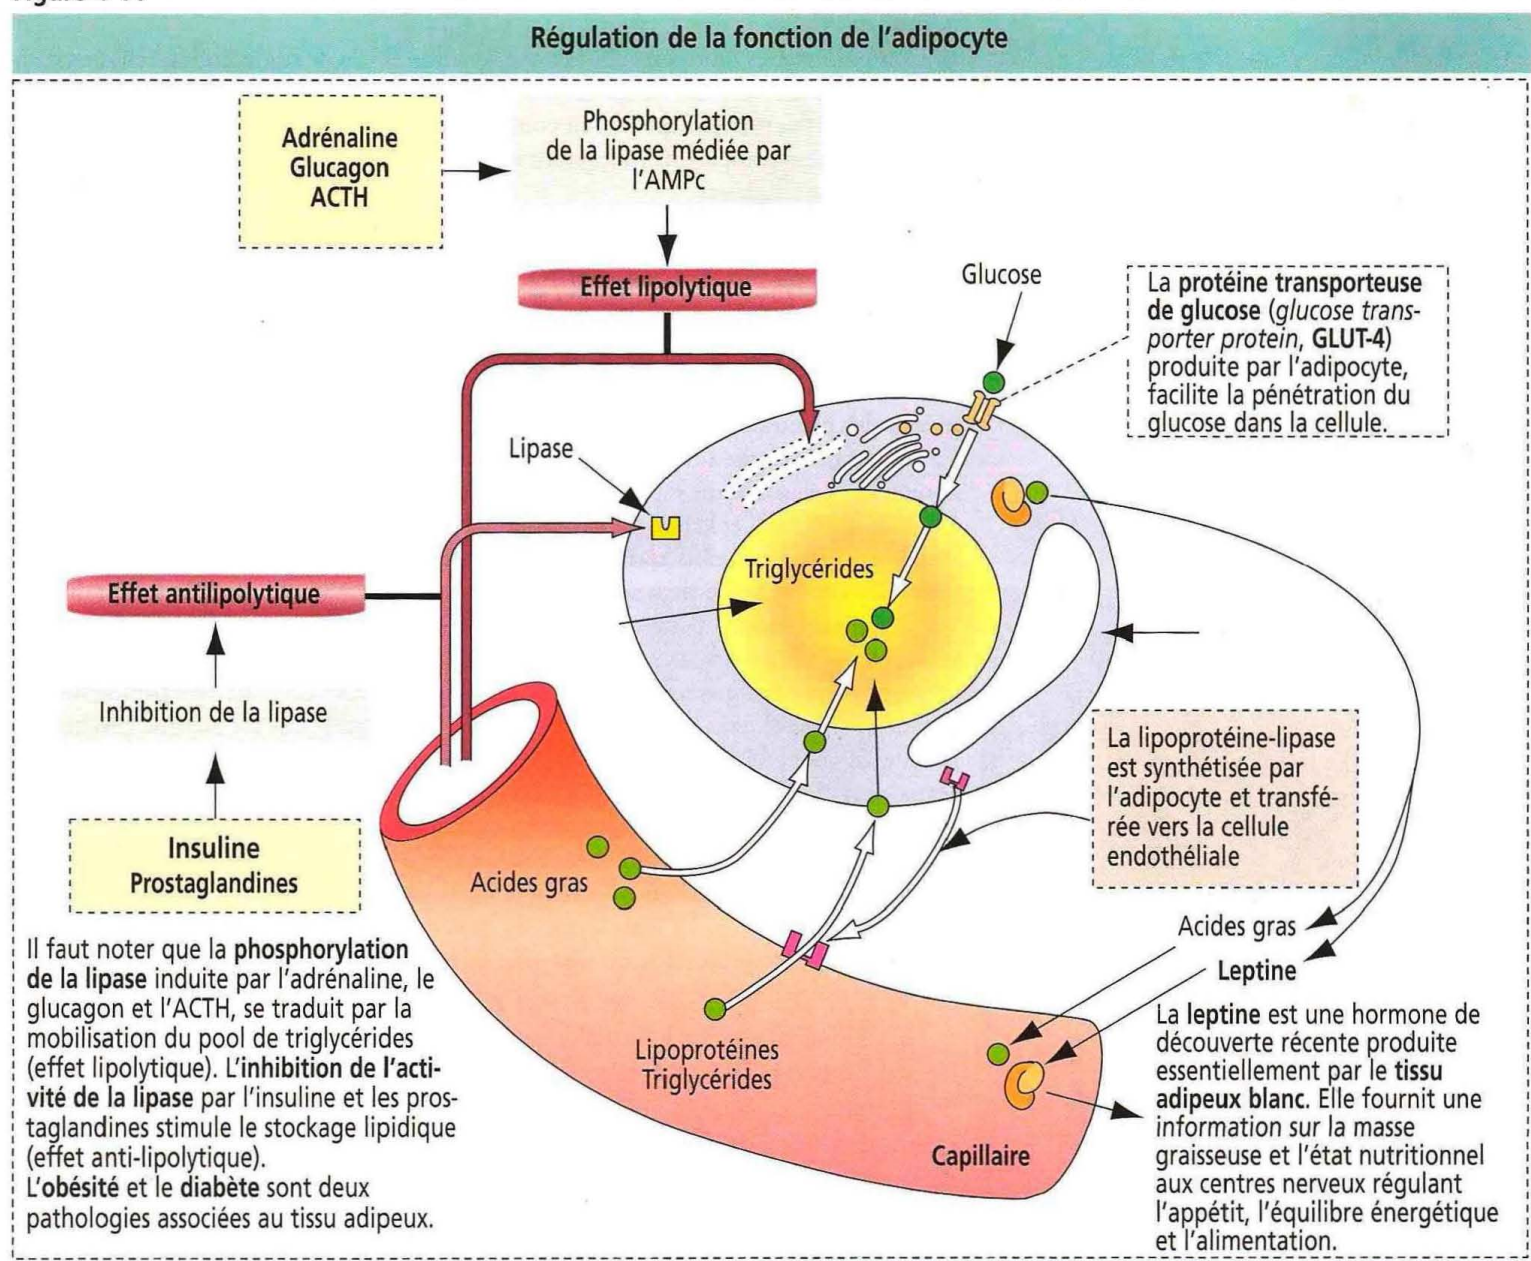 Régulation de la fonction de l'adipocyte
Adrénaline
Glucagon
ACTH
Phosphorylation
de la lipase médiée par
l'AMPc
Effet lipolytique
Glucose
La protéine transporteuse
de glucose (glucose trans-
porter protein, GLUT-4)
produite par l'adipocyte,
facilite la pénétration du
glucose dans la cellule.
Lipase
Triglycérides
Effet antilipolytique
Inhibition de la lipase
Insuline
Prostaglandines
La lipoprotéine-lipase
est synthétisée par
l'adipocyte et transfé-
rée vers la cellule
endothéliale
Acides gras
Acides gras
Leptine
Lipoprotéines
Triglycérides
Capillaire
Il faut noter que la phosphorylation
de la lipase induite par l'adrénaline, le
glucagon et l'ACTH, se traduit par la
mobilisation du pool de triglycérides
(effet lipolytique). L'inhibition de l'acti-
vité de la lipase par l'insuline et les pros-
taglandines stimule le stockage lipidique
(effet anti-lipolytique).
L'obésité et le diabète sont deux
pathologies associées au tissu adipeux.
La leptine est une hormone de
découverte récente produite
essentiellement par le tissu
adipeux blanc. Elle fournit une
information sur la masse
graisseuse et l'état nutritionnel
aux centres nerveux régulant
l'appétit, l'équilibre énergétique
et l'alimentation.